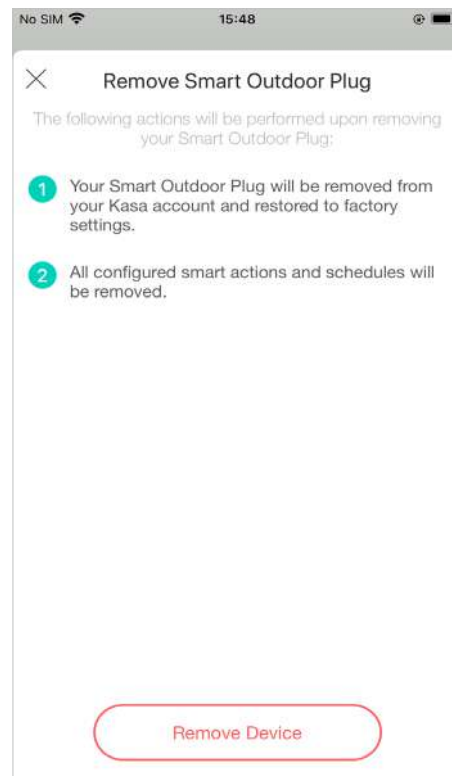 No SIM 15:48
Remove Smart Outdoor Plug
The following actions will be performed upon removing
your Smart Outdoor Plug:
1 Your Smart Outdoor Plug will be removed from
your Kasa account and restored to factory
settings.
2 All configured smart actions and schedules will
be removed.
Remove Device